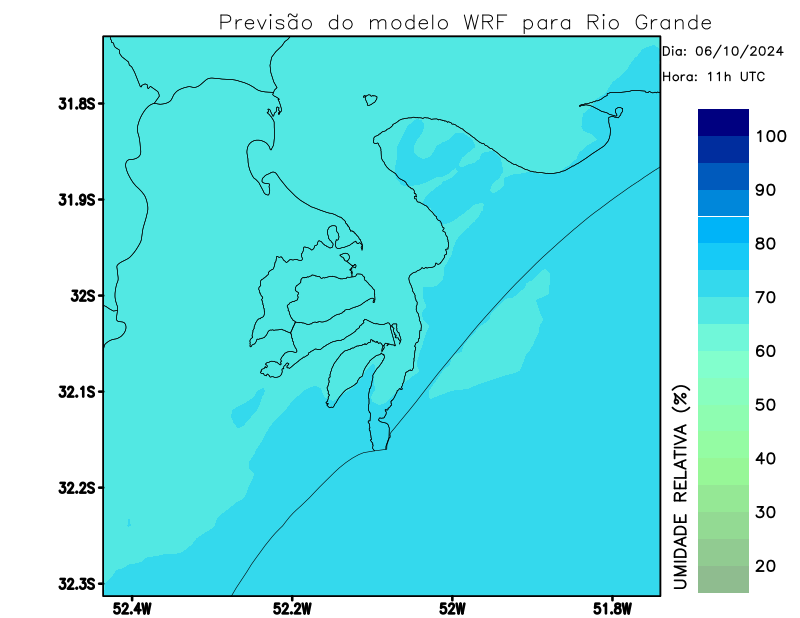 Previsão do modelo WRF para Rio Grande
Dia: 06/10/2024
Hora: 11h UTC
31.8S
31.9S
32S
32.1S
32.2S
32.3S
52.4W
52.2W
52W
51.8W
UMIDADE RELATIVA (%)
100
90
80
70
60
50
40
30
20